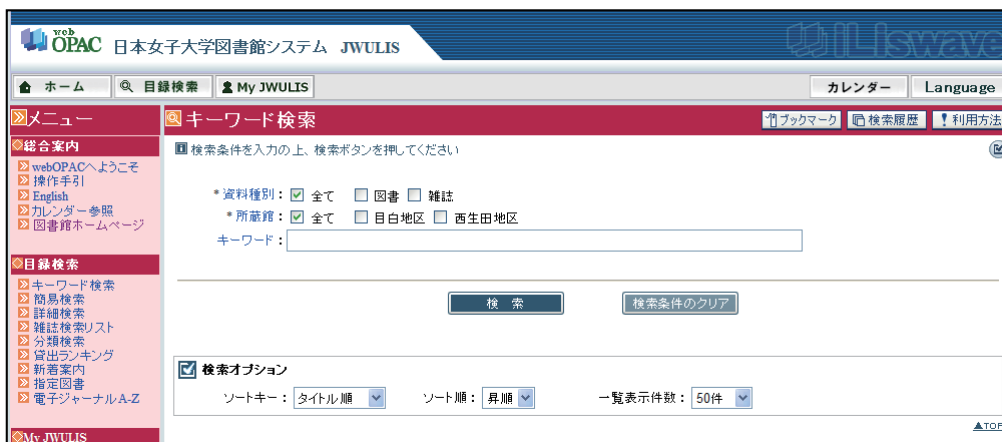 web
OPAC 日本女子大学図書館システム JWULIS
iLiswave
ホーム 目録検索 My JWULIS カレンダー Language
メニュー
キーワード検索 ブックマーク 検索履歴 利用方法
総合案内
検索条件を入力の上、検索ボタンを押してください
webOPACへようこそ
操作手引
English
カレンダー参照
図書館ホームページ
*資料種別： 全て 図書 雑誌
*所蔵館： 全て 目白地区 西生田地区
キーワード：
目録検索
キーワード検索
簡易検索
詳細検索
雑誌検索リスト
分類検索
貸出ランキング
新着案内
指定図書
電子ジャーナルA-Z
検 索 検索条件のクリア
検索オプション
ソートキー： タイトル順 ソート順： 昇順 一覧表示件数： 50件
▲TOP
My JWULIS